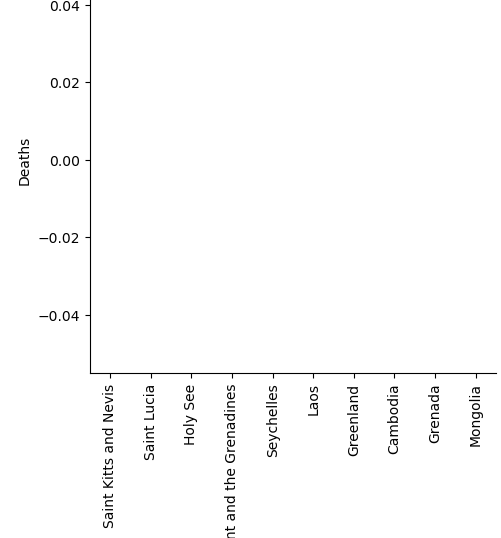 0.04
0.02
0.00
−0.02
−0.04
Deaths
Saint Kitts and Nevis
Saint Lucia
Holy See
and the Grenadines
Seychelles
Laos
Greenland
Cambodia
Grenada
Mongolia